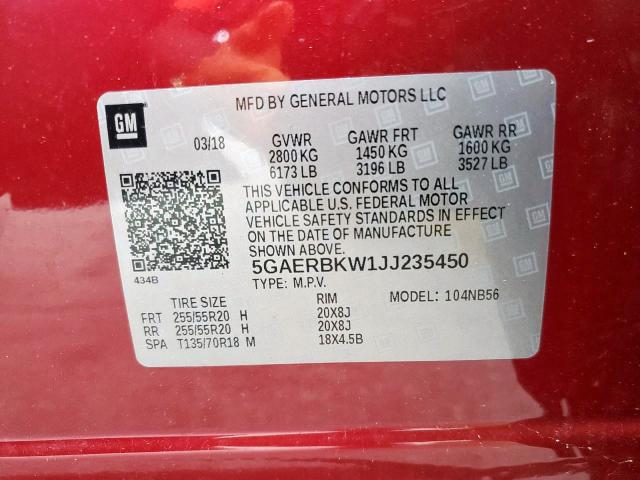 MFD BY GENERAL MOTORS LLC
GM
03/18 GVWR GAWR FRT GAWR RR
2800 KG 1450 KG 1600 KG
6173 LB 3196 LB 3527 LB
THIS VEHICLE CONFORMS TO ALL
APPLICABLE U.S. FEDERAL MOTOR
VEHICLE SAFETY STANDARDS IN EFFECT
ON THE DATE OF MANUFACTURE
SHOWN ABOVE.
434B
5GAERBKW1JJ235450
TYPE: M.P.V. MODEL: 104NB56
TIRE SIZE RIM
FRT 255/55R20 H 20X8J
RR 255/55R20 H 20X8J
SPA T135/70R18 M 18X4.5B